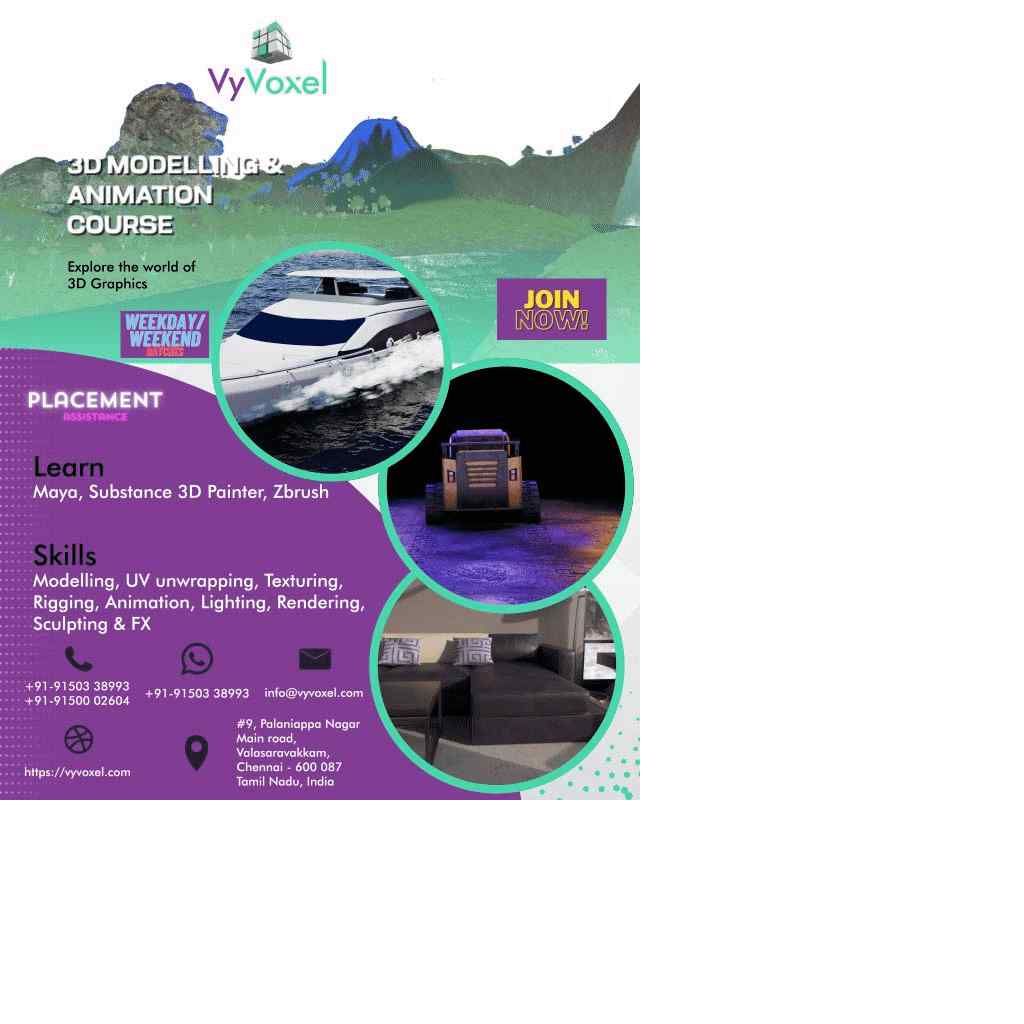 VyVoxel
3D MODELLING &
ANIMATION
COURSE
Explore the world of
3D Graphics
WEEKDAY/
WEEKEND
BATCHES
JOIN
NOW!
PLACEMENT
ASSISTANCE
Learn
Maya, Substance 3D Painter, Zbrush
Skills
Modelling, UV unwrapping, Texturing,
Rigging, Animation, Lighting, Rendering,
Sculpting & FX
+91-91503 38993
+91-91500 02604
+91-91503 38993
info@vyvoxel.com
https://vyvoxel.com
#9, Palaniappa Nagar
Main road,
Valasaravakkam,
Chennai - 600 087
Tamil Nadu, India